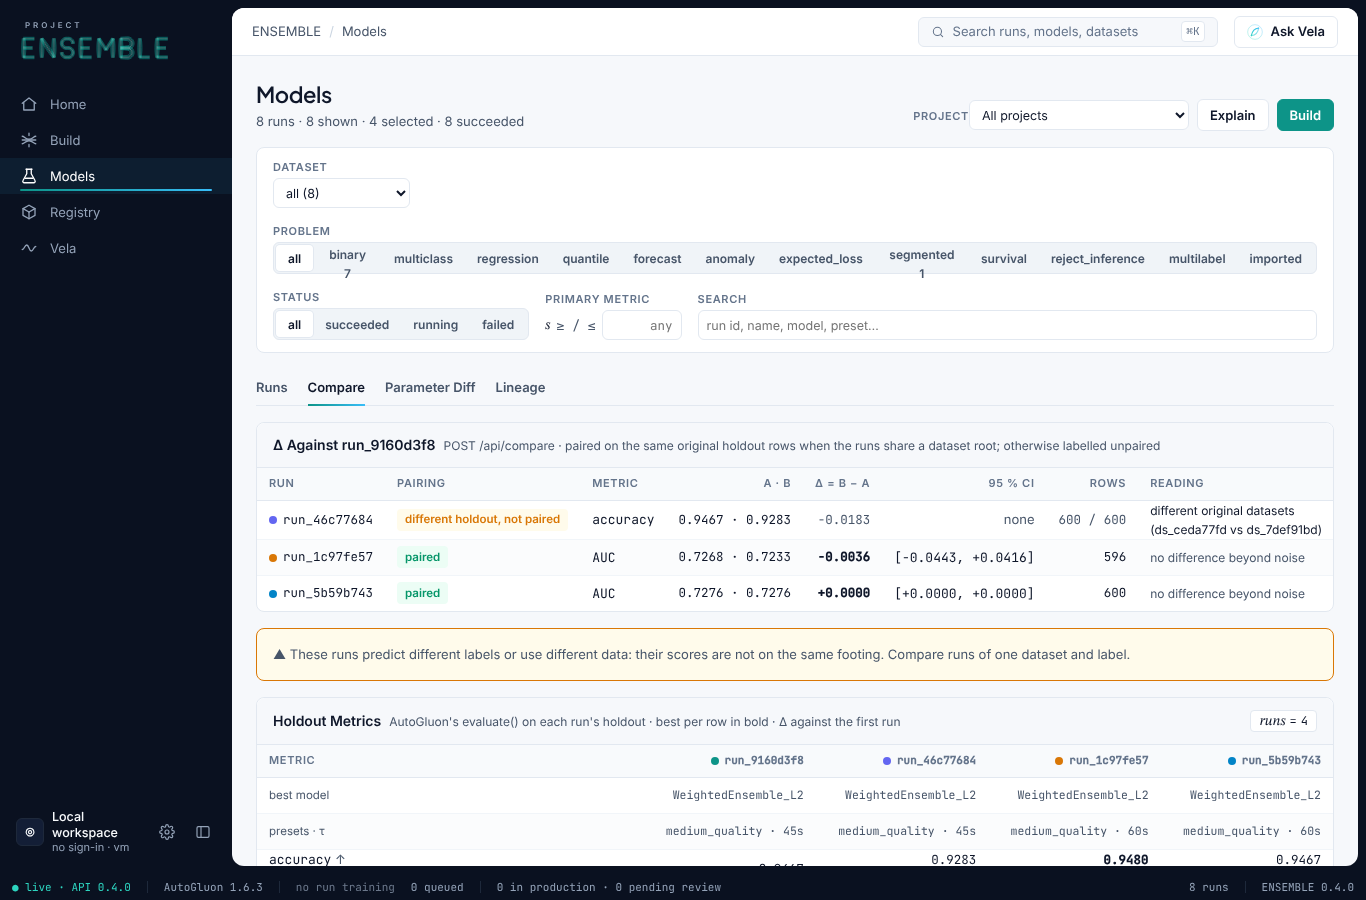 PROJECT
ENSEMBLE
Home
Build
Models
Registry
Vela
Local
workspace
no sign-in · vm
ENSEMBLE / Models
Search runs, models, datasets ⌘K
Ask Vela
Models
8 runs · 8 shown · 4 selected · 8 succeeded
PROJECT All projects Explain Build
DATASET
all (8)
PROBLEM
all binary 7 multiclass regression quantile forecast anomaly expected_loss segmented 1 survival reject_inference multilabel imported
STATUS PRIMARY METRIC SEARCH
all succeeded running failed s ≥ / ≤ any run id, name, model, preset...
Runs Compare Parameter Diff Lineage
Δ Against run_9160d3f8 POST /api/compare · paired on the same original holdout rows when the runs share a dataset root; otherwise labelled unpaired
RUN PAIRING METRIC A · B Δ = B − A 95 % CI ROWS READING
run_46c77684 different holdout, not paired accuracy 0.9467 · 0.9283 -0.0183 none 600 / 600 different original datasets
(ds_ceda77fd vs ds_7def91bd)
run_1c97fe57 paired AUC 0.7268 · 0.7233 -0.0036 [-0.0443, +0.0416] 596 no difference beyond noise
run_5b59b743 paired AUC 0.7276 · 0.7276 +0.0000 [+0.0000, +0.0000] 600 no difference beyond noise
▲ These runs predict different labels or use different data: their scores are not on the same footing. Compare runs of one dataset and label.
Holdout Metrics AutoGluon's evaluate() on each run's holdout · best per row in bold · Δ against the first run runs = 4
METRIC run_9160d3f8 run_46c77684 run_1c97fe57 run_5b59b743
best model WeightedEnsemble_L2 WeightedEnsemble_L2 WeightedEnsemble_L2 WeightedEnsemble_L2
presets · τ medium_quality · 45s medium_quality · 45s medium_quality · 60s medium_quality · 60s
accuracy ↑ 0.9283 0.9480 0.9467
● live · API 0.4.0 AutoGluon 1.6.3 no run training 0 queued 0 in production · 0 pending review 8 runs ENSEMBLE 0.4.0